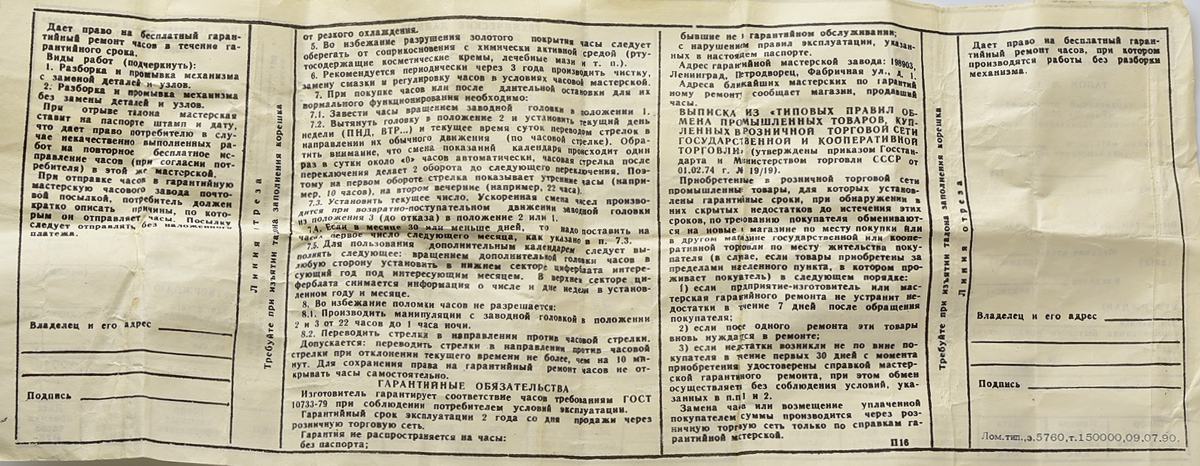 Дает право на бесплатный гаран-
тийный ремонт часов в течение га-
рантийного срока.
Виды работ (подчеркнуть):
1. Разборка и промывка механизма
с заменой деталей и узлов.
2. Разборка и промывка механизма
без замены деталей и узлов.
При отрыве талона мастерская
ставит на паспорте штамп и дату,
что дает право потребителю в слу-
чае некачественно выполненных ра-
бот на повторное бесплатное ис-
правление часов (при согласии пот-
ребителя) в этой же мастерской.
При отправке часов в гарантийную
мастерскую часового завода почто-
вой посылкой, потребитель должен
кратко описать причины, по кото-
рым он отправляет часы. Посылку
следует отправлять без наложенного
платежа.
Владелец и его адрес
Подпись
Линия отреза
Требуйте при изъятии талона заполнения корешка
от резкого охлаждения.
5. Во избежание разрушения золотого покрытия часы следует
оберегать от соприкосновения с химически активной средой (рту-
тосодержащие косметические кремы, лечебные мази и т. п.).
6. Рекомендуется периодически через 3 года производить чистку,
замену смазки и регулировку часов в условиях часовой мастерской.
7. При покупке часов или после длительной остановки для их
нормального функционирования необходимо:
7.1. Завести часы вращением заводной головки в положении 1.
7.2. Вытянуть головку в положение 2 и установить текущий день
недели (ПНД, ВТР...) и текущее время суток переводом стрелок в
направлении их обычного движения (по часовой стрелке). Обра-
тить внимание, что смена показаний календаря происходит один
раз в сутки около «0» часов автоматически, часовая стрелка после
переключения делает 2 оборота до следующего переключения. Поэ-
тому на первом обороте стрелка показывает утренние часы (напри-
мер, 10 часов), на втором вечерние (например, 22 часа).
7.3. Установить текущее число. Ускоренная смена чисел произво-
дится при возвратно-поступательном движении заводной головки
из положения 3 (до отказа) в положение 2 или 1.
7.4. Если в месяце 30 или меньше дней, то надо поставить на
часах первое число следующего месяца, как указано в п. 7.3.
7.5. Для пользования дополнительным календарем следует вы-
полнять следующее: вращением дополнительной головки часов в
любую сторону установить в нижнем секторе циферблата интере-
сующий год под интересующим месяцем. В верхнем секторе ци-
ферблата снимается информация о числе и дне недели в установ-
ленном году и месяце.
8. Во избежание поломки часов не разрешается:
8.1. Производить манипуляции с заводной головкой в положении
2 и 3 от 22 часов до 1 часа ночи.
8.2. Переводить стрелки в направлении против часовой стрелки.
Допускается: переводить стрелки в направлении против часовой
стрелки при отклонении текущего времени не более, чем на 10 ми-
нут. Для сохранения права на гарантийный ремонт часов не от-
крывать часы самостоятельно.
ГАРАНТИЙНЫЕ ОБЯЗАТЕЛЬСТВА
Изготовитель гарантирует соответствие часов требованиям ГОСТ
10733-79 при соблюдении потребителем условий эксплуатации.
Гарантийный срок эксплуатации 2 года со дня продажи через
розничную торговую сеть.
Гарантия не распространяется на часы:
без паспорта;
бывшие не в гарантийном обслуживании;
с нарушением правил эксплуатации, указан-
ных в настоящем паспорте.
Адрес гарантийной мастерской завода: 198903,
Ленинград, Петродворец, Фабричная ул., д. 1.
Адреса ближайших мастерских по гарантий-
ному ремонту сообщает магазин, продавший
часы.
ВЫПИСКА ИЗ «ТИПОВЫХ ПРАВИЛ ОБ-
МЕНА ПРОМЫШЛЕННЫХ ТОВАРОВ, КУП-
ЛЕННЫХ В РОЗНИЧНОЙ ТОРГОВОЙ СЕТИ
ГОСУДАРСТВЕННОЙ И КООПЕРАТИВНОЙ
ТОРГОВЛИ» (утверждены приказом Госстан-
дарта и Министерством торговли СССР от
01.02.74 г. № 19/19).
Приобретенные в розничной торговой сети
промышленные товары, для которых установ-
лены гарантийные сроки, при обнаружении в
них скрытых недостатков до истечения этих
сроков, по требованию покупателя обменивают-
ся на новые в магазине по месту покупки или
в другом магазине государственной или коопе-
ративной торговли по месту жительства поку-
пателя (в случае, если товары приобретены за
пределами населенного пункта, в котором про-
живает покупатель) в следующем порядке:
1) если предприятие-изготовитель или мас-
терская гарантийного ремонта не устранит не-
достатки в течение 7 дней после обращения
покупателя;
2) если после одного ремонта эти товары
вновь нуждаются в ремонте;
3) если недостатки возникли не по вине по-
купателя в течение первых 30 дней с момента
приобретения удостоверены справкой мастер-
ской гарантийного ремонта, при этом обмен
осуществляется без соблюдения условий, ука-
занных в п.п1 и 2.
Замена часов или возмещение уплаченной
покупателем суммы производится через роз-
ничную торговую сеть только по справкам га-
рантийной мастерской.
П16
Требуйте при изъятии талона заполнения корешка
Линия отреза
Дает право на бесплатный гаран-
тийный ремонт часов, при котором
производятся работы без разборки
механизма.
Владелец и его адрес
Подпись
Лом.тип.,з.5760,т.150000,09.07.90.